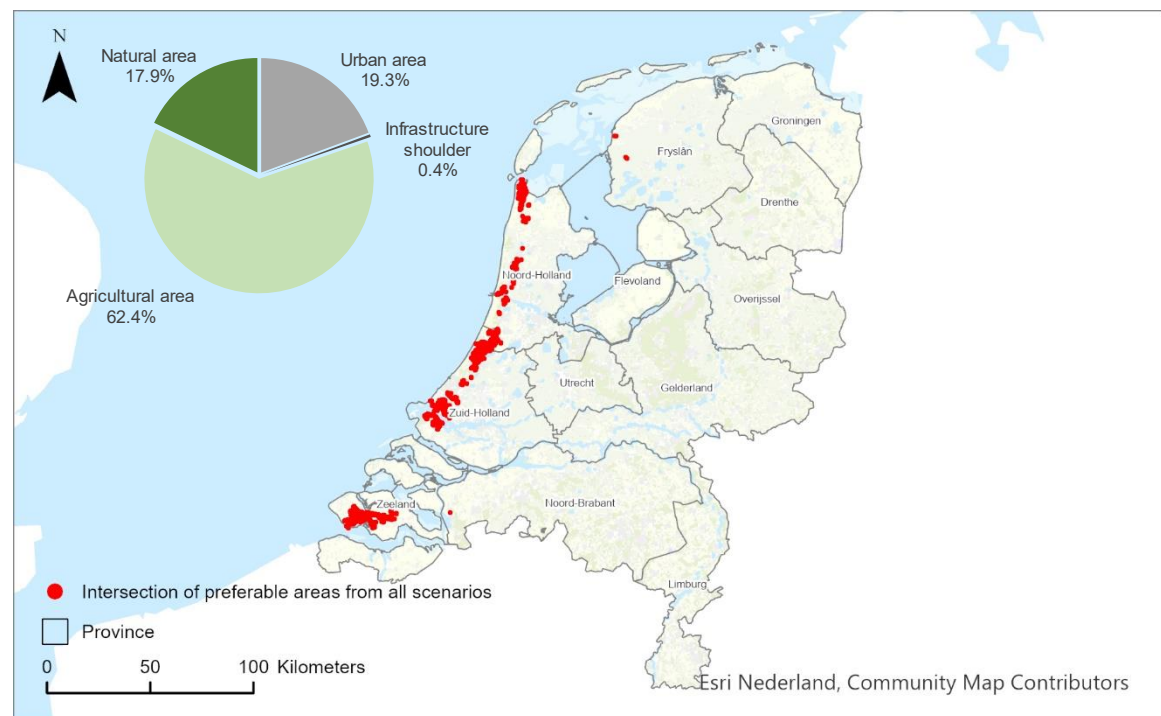 N
Natural area
17.9%
Urban area
19.3%
Infrastructure
shoulder
0.4%
Agricultural area
62.4%
Groningen
Fryslân
Drenthe
Noord-Holland
Flevoland
Overijssel
Utrecht
Gelderland
Zuid-Holland
Zeeland
Noord-Brabant
Limburg
Intersection of preferable areas from all scenarios
Province
0 50 100 Kilometers
Esri Nederland, Community Map Contributors